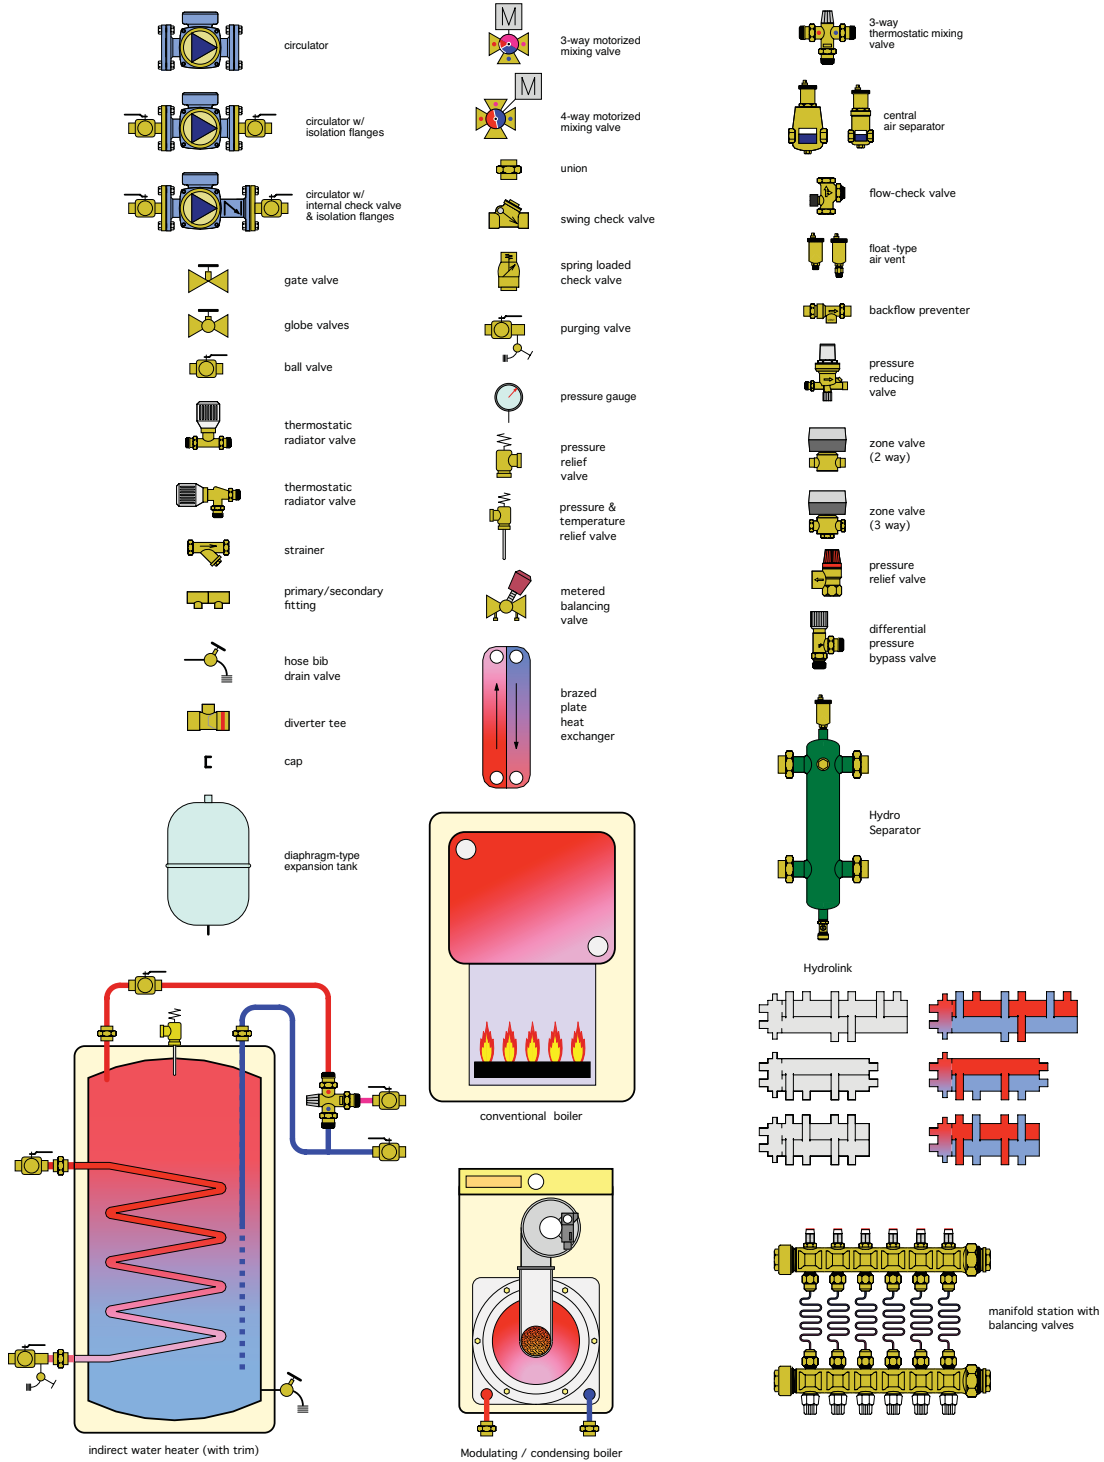 circulator
circulator w/
isolation flanges
circulator w/
internal check valve
& isolation flanges
gate valve
globe valves
ball valve
thermostatic
radiator valve
thermostatic
radiator valve
strainer
primary/secondary
fitting
hose bib
drain valve
diverter tee
cap
diaphragm-type
expansion tank
indirect water heater (with trim)
M
3-way motorized
mixing valve
M
4-way motorized
mixing valve
union
swing check valve
spring loaded
check valve
purging valve
pressure gauge
pressure
relief
valve
pressure &
temperature
relief valve
metered
balancing
valve
brazed
plate
heat
exchanger
conventional boiler
Modulating / condensing boiler
3-way
thermostatic mixing
valve
central
air separator
flow-check valve
float -type
air vent
backflow preventer
pressure
reducing
valve
zone valve
(2 way)
zone valve
(3 way)
pressure
relief valve
differential
pressure
bypass valve
Hydro
Separator
Hydrolink
manifold station with
balancing valves